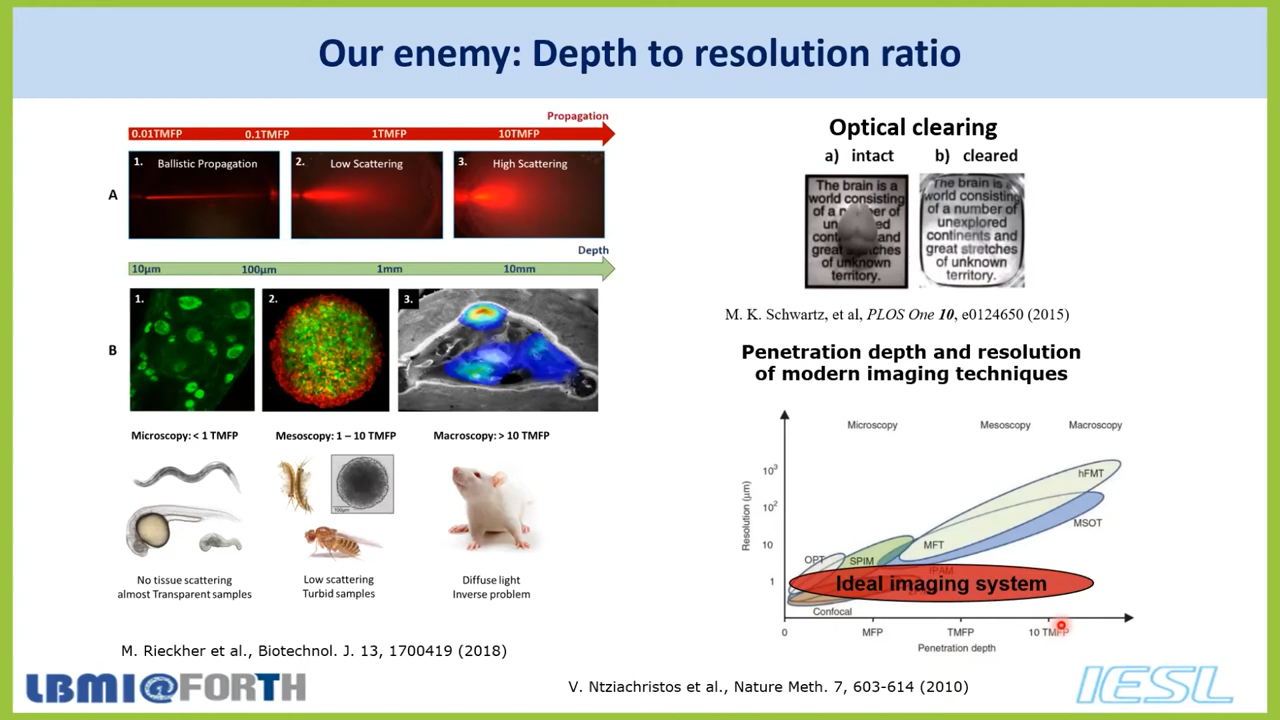 Our enemy: Depth to resolution ratio
Propagation
0.01TMFP 0.1TMFP 1TMFP 10TMFP
A
1. Ballistic Propagation
2. Low Scattering
3. High Scattering
Depth
10μm 100μm 1mm 10mm
B
1.
2.
3.
Microscopy: < 1 TMFP
Mesoscopy: 1 – 10 TMFP
Macroscopy: > 10 TMFP
100μm
No tissue scattering
almost Transparent samples
Low scattering
Turbid samples
Diffuse light
Inverse problem
M. Rieckher et al., Biotechnol. J. 13, 1700419 (2018)
LBMI@FORTH
Optical clearing
a) intact b) cleared
The brain is a
world consisting
of a number of
cont and
great stretches
of unknown
territory.
The brain is a
world consisting
of a number of
unexplored
continents and
great stretches
of unknown
territory.
M. K. Schwartz, et al, PLOS One 10, e0124650 (2015)
Penetration depth and resolution
of modern imaging techniques
Microscopy Mesoscopy Macroscopy
Resolution (μm)
10³
10²
10
1
hFMT
MSOT
MFT
OPT
SPIM
Ideal imaging system
Confocal
0 MFP TMFP 10 TMFP
Penetration depth
V. Ntziachristos et al., Nature Meth. 7, 603-614 (2010)
IESL